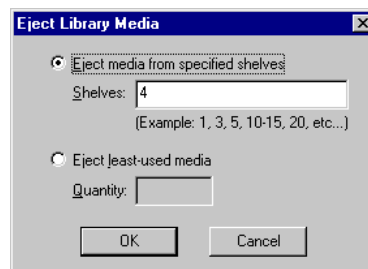 Eject Library Media
Eject media from specified shelves
Shelves: 4
(Example: 1, 3, 5, 10-15, 20, etc...)
Eject least-used media
Quantity:
OK Cancel